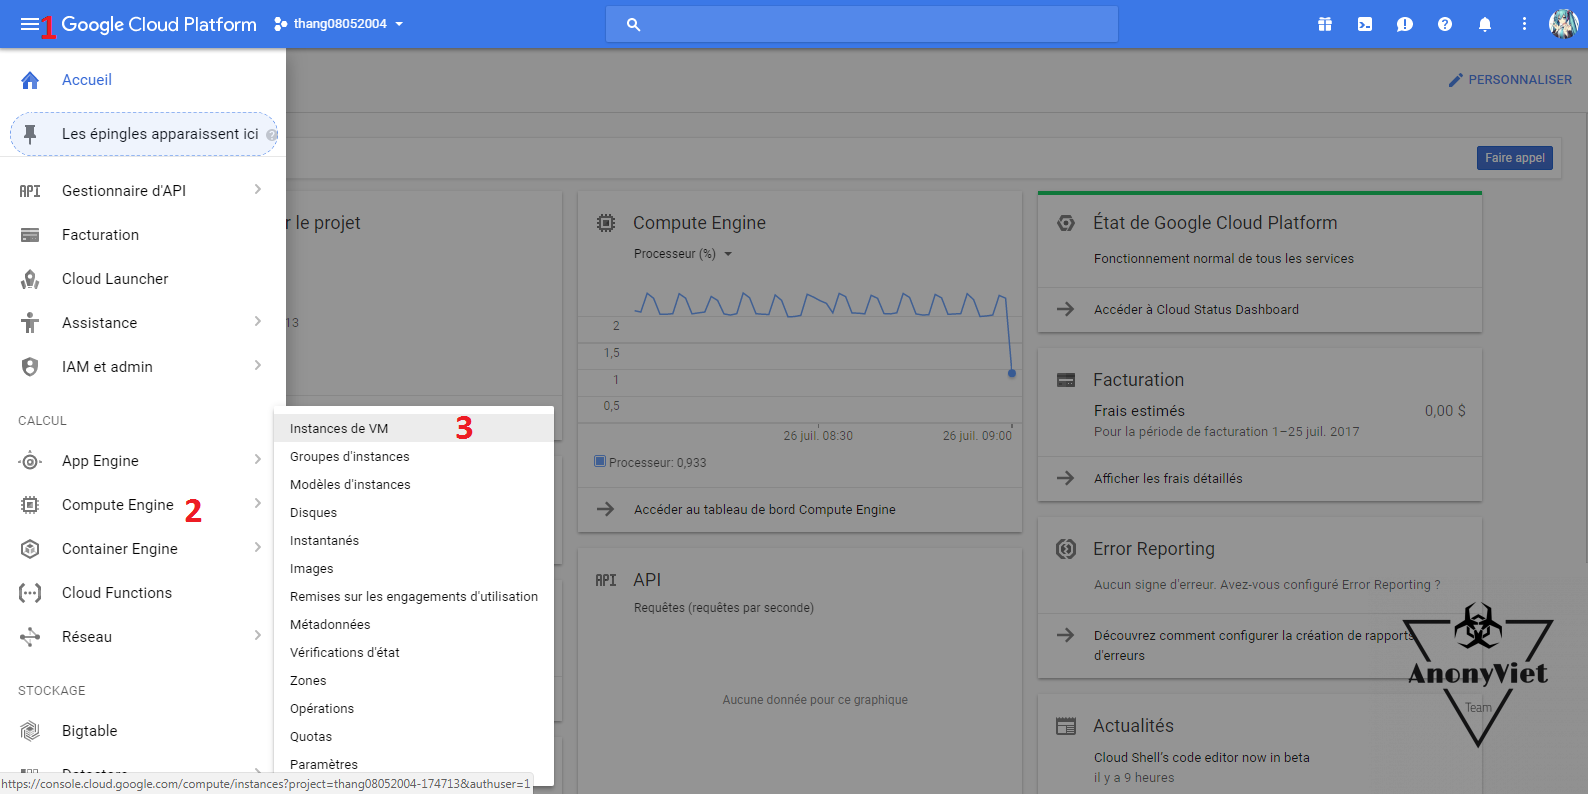 1
Google Cloud Platform
thang08052004
Accueil
Les épingles apparaissent ici
API
Gestionnaire d'API
Facturation
Cloud Launcher
Assistance
IAM et admin
CALCUL
App Engine
Compute Engine
2
Container Engine
Cloud Functions
Réseau
STOCKAGE
Bigtable
Datastore
Instances de VM
3
Groupes d'instances
Modèles d'instances
Disques
Instantanés
Images
Remises sur les engagements d'utilisation
Métadonnées
Vérifications d'état
Zones
Opérations
Quotas
Paramètres
https://console.cloud.google.com/compute/instances?project=thang08052004-174713&authuser=1
PERSONNALISER
Faire appel
r le projet
13
Compute Engine
Processeur (%)
2
1,5
1
0,5
26 juil. 08:30
26 juil. 09:00
Processeur: 0,933
Accéder au tableau de bord Compute Engine
API
API
Requêtes (requêtes par seconde)
Aucune donnée pour ce graphique
État de Google Cloud Platform
Fonctionnement normal de tous les services
Accéder à Cloud Status Dashboard
Facturation
Frais estimés
0,00 $
Pour la période de facturation 1–25 juil. 2017
Afficher les frais détaillés
Error Reporting
Aucun signe d'erreur. Avez-vous configuré Error Reporting ?
Découvrez comment configurer la création de rapports
d'erreurs
AnonyViet
Team
Actualités
Cloud Shell's code editor now in beta
il y a 9 heures